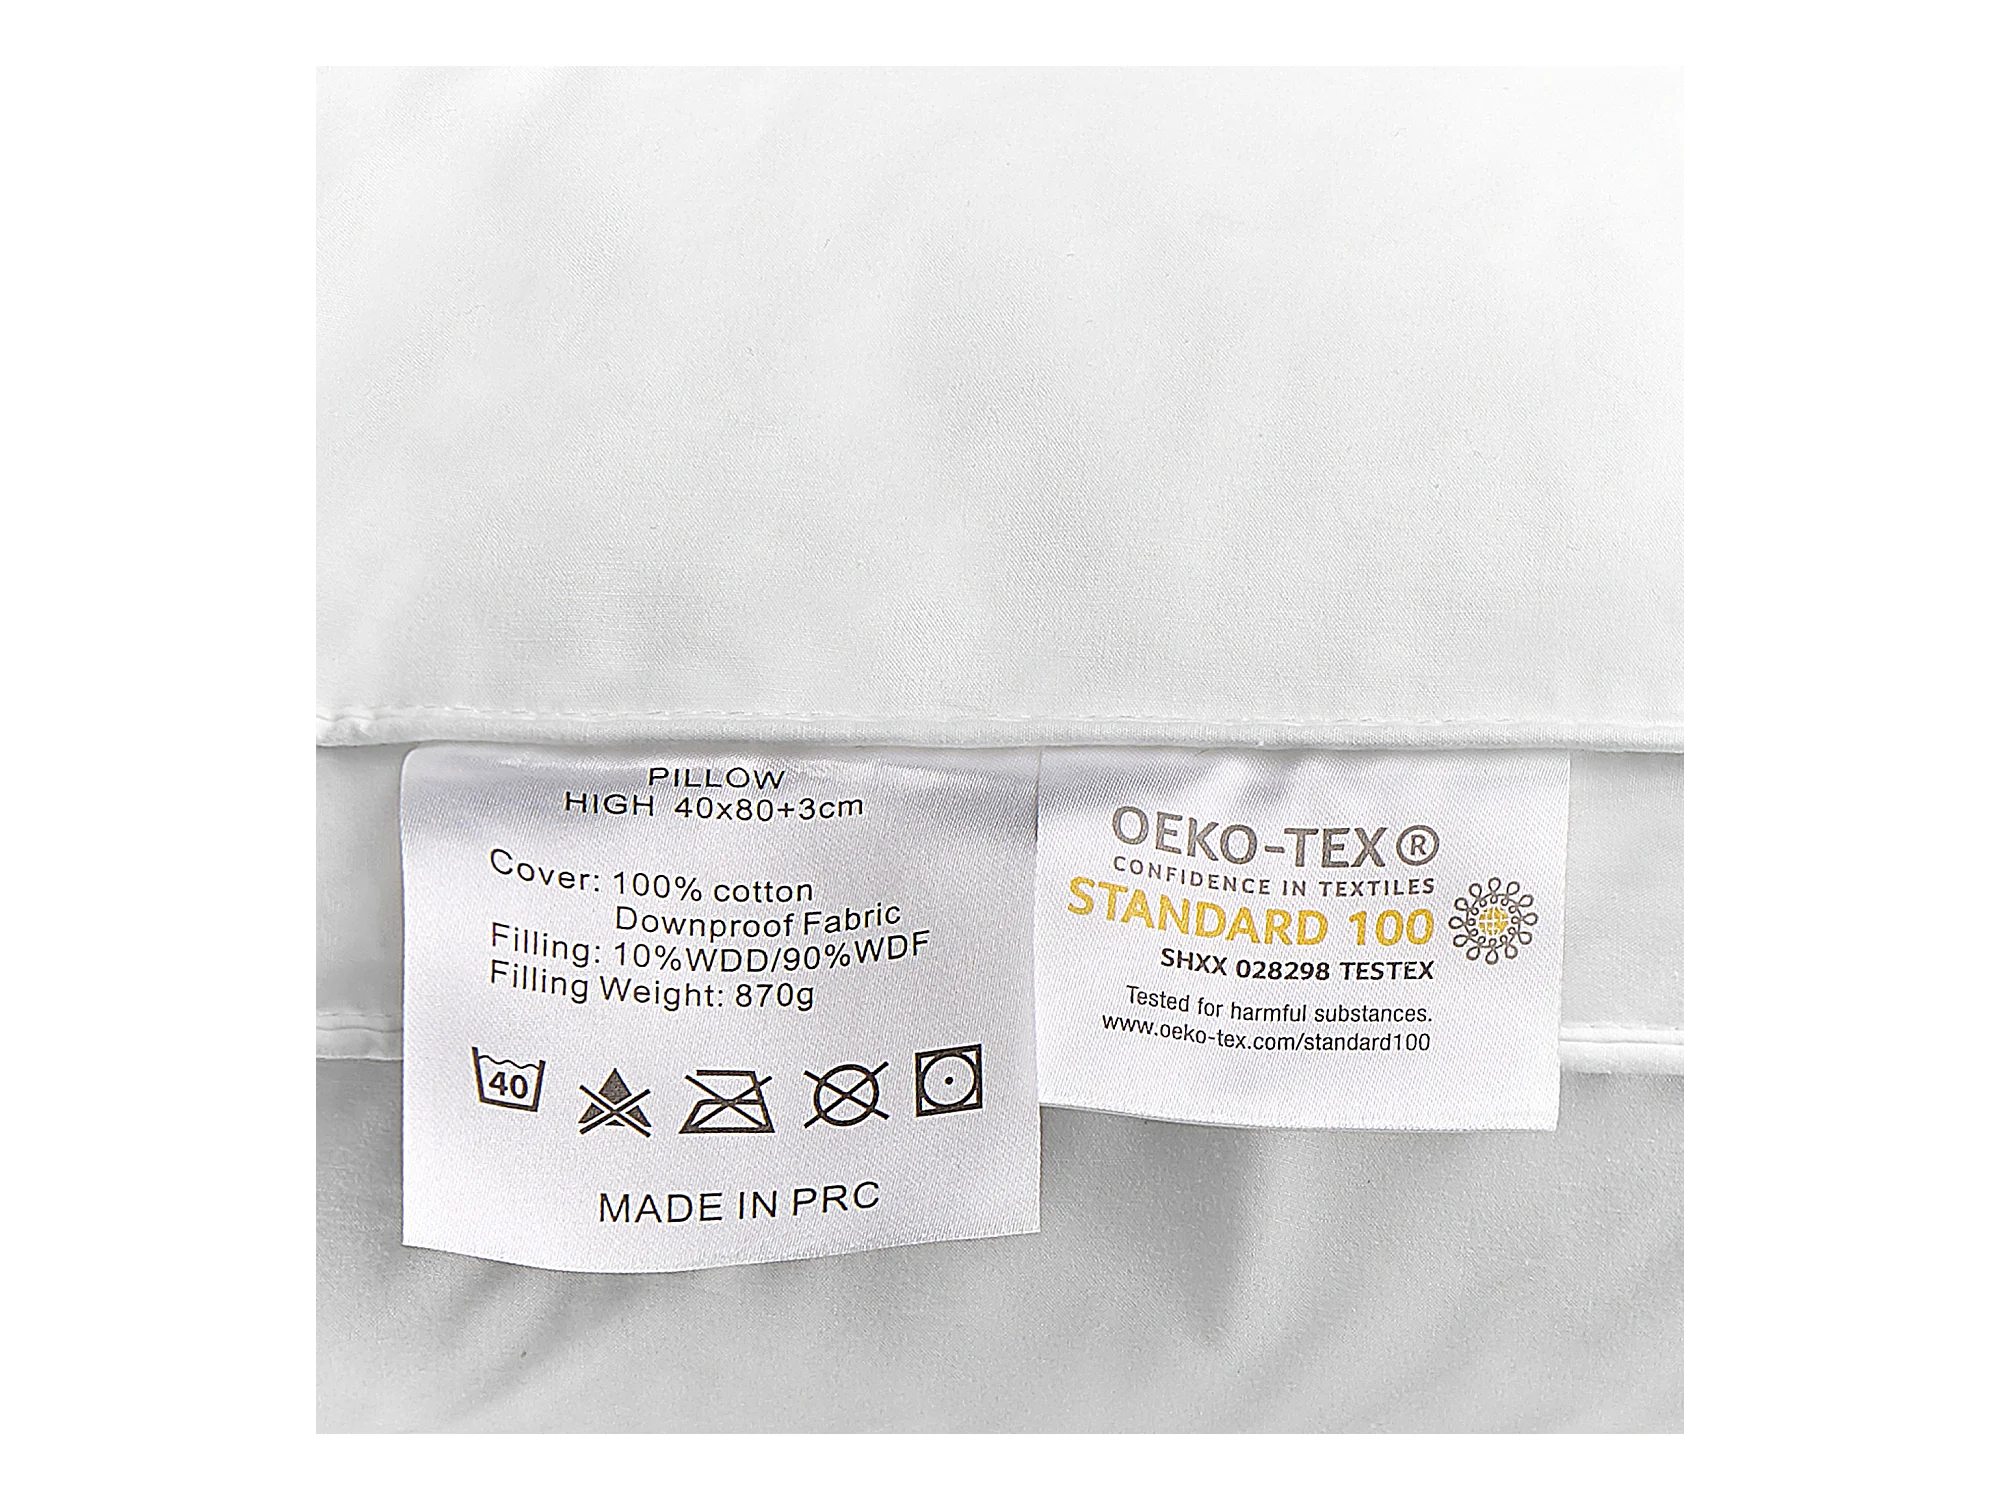 PILLOW
HIGH 40x80+3cm
Cover: 100% cotton
Downproof Fabric
Filling: 10%WDD/90%WDF
Filling Weight: 870g
40
MADE IN PRC
OEKO-TEX®
CONFIDENCE IN TEXTILES
STANDARD 100
SHXX 028298 TESTEX
Tested for harmful substances.
www.oeko-tex.com/standard100